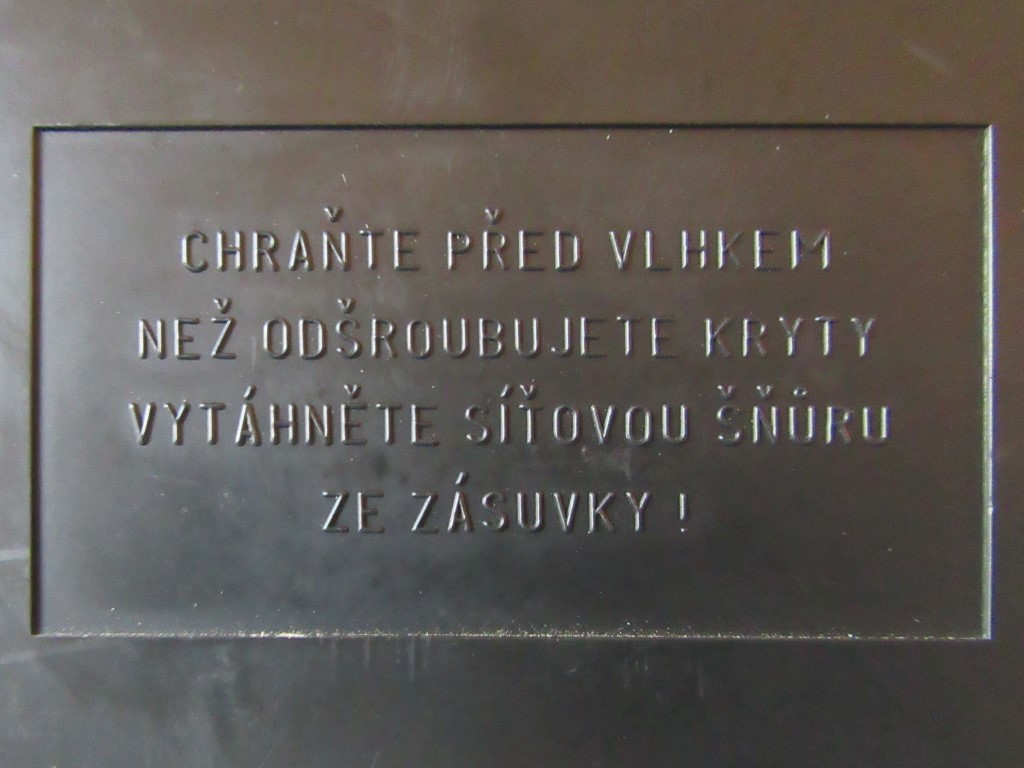 CHRAŇTE PŘED VLHKEM
NEŽ ODŠROUBUJETE KRYTY
VYTÁHNĚTE SÍŤOVOU ŠŇŮRU
ZE ZÁSUVKY !